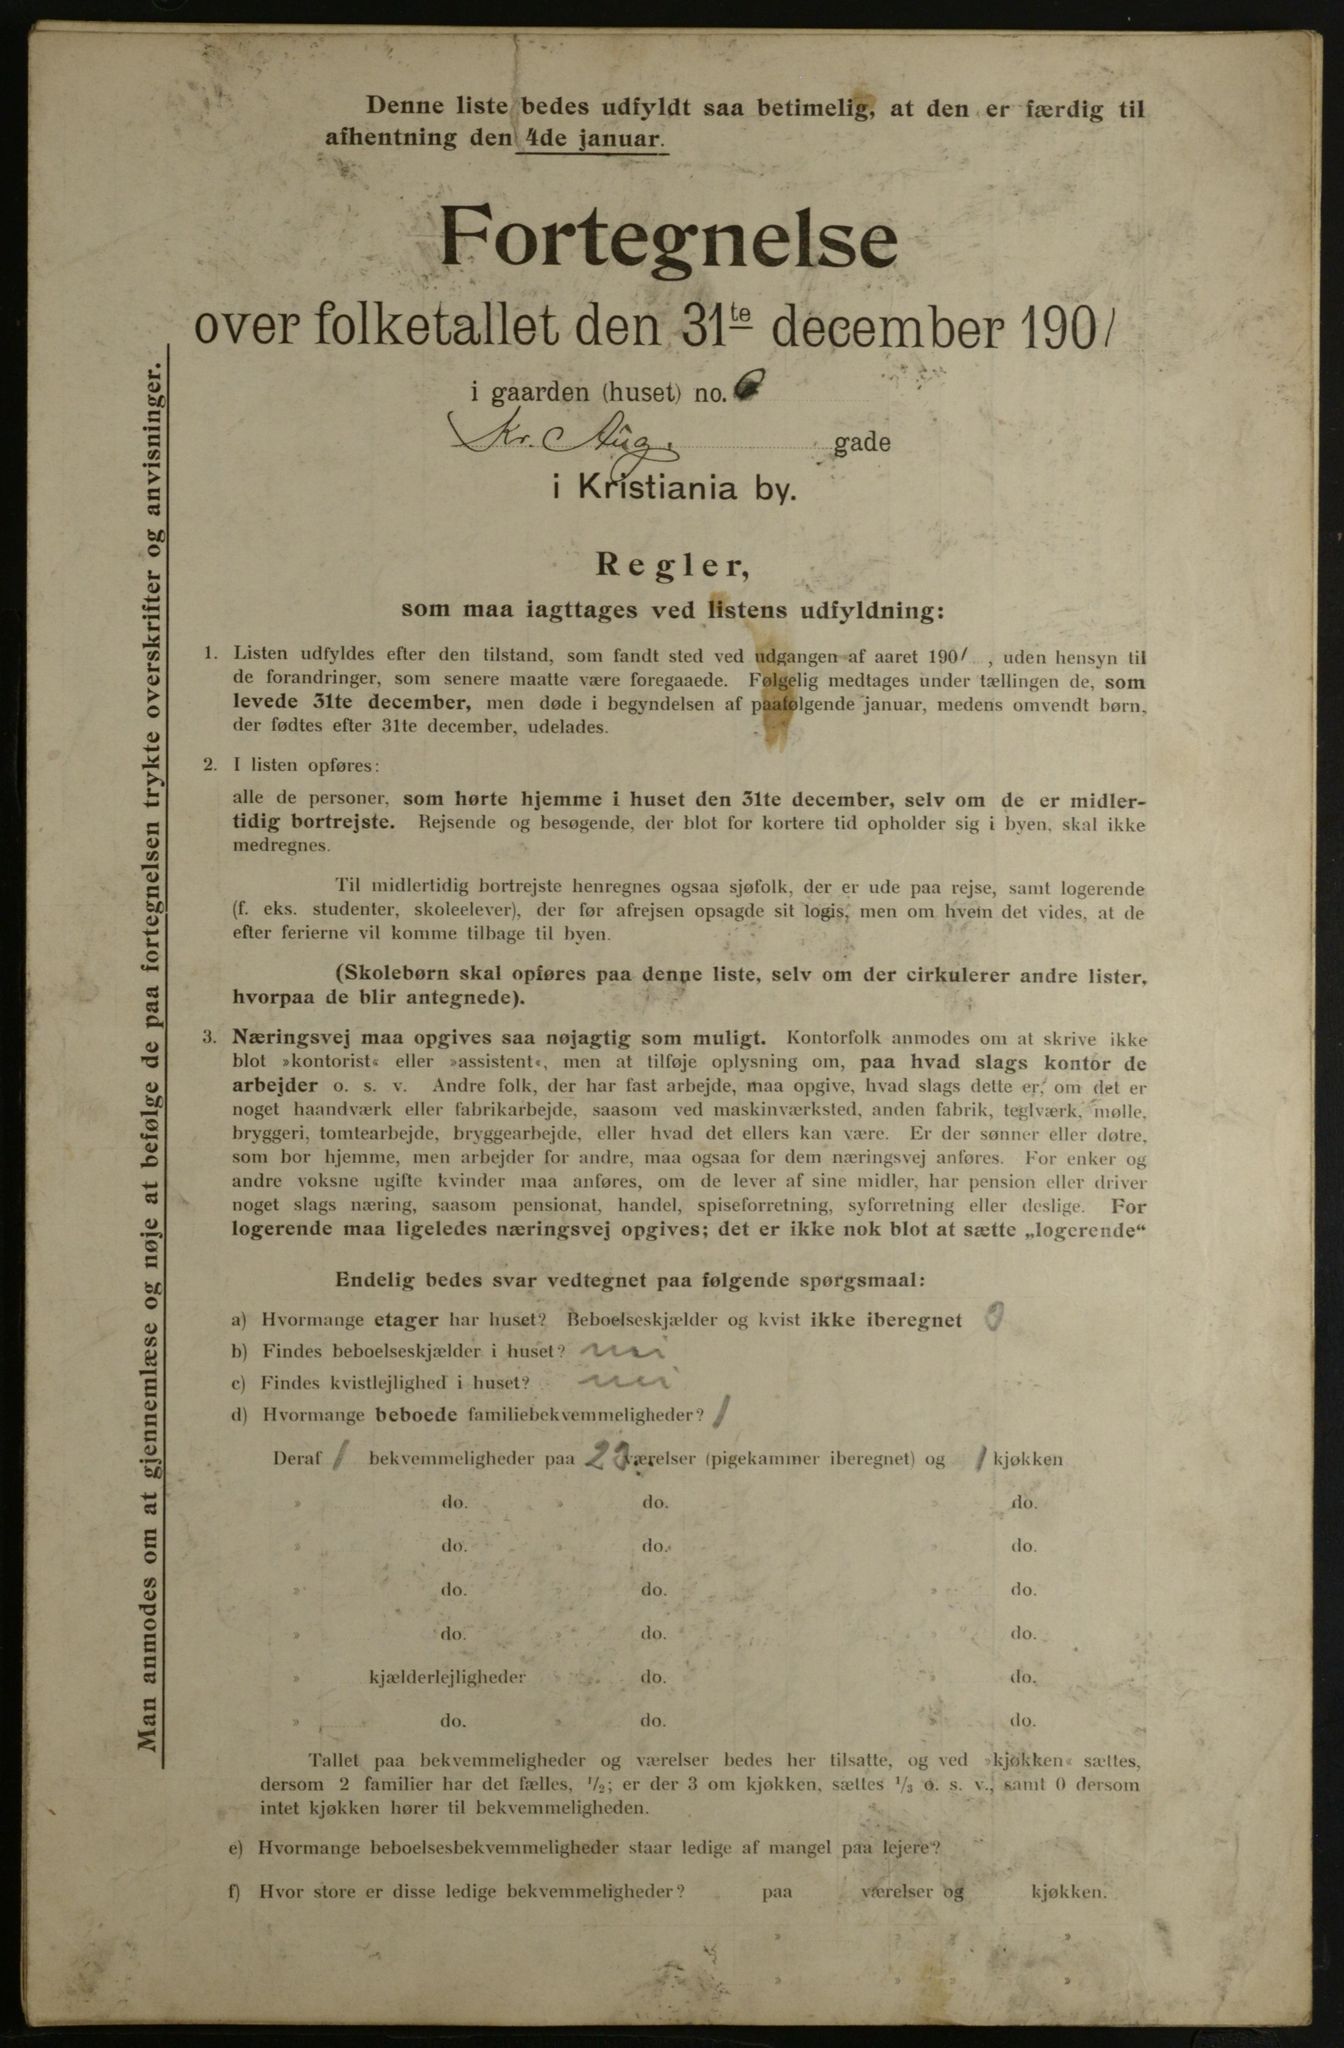 Denne liste bedes udfyldt saa betimelig, at den er færdig til
afhentning den 4de januar.
Fortegnelse
over folketallet den 31te december 1901
i gaarden (huset) no. 6
Kr. Aug. gade
i Kristiania by.
Regler,
som maa iagttages ved listens udfyldning:
1. Listen udfyldes efter den tilstand, som fandt sted ved udgangen af aaret 1901 , uden hensyn til
de forandringer, som senere maatte være foregaaede. Følgelig medtages under tællingen de, som
levede 31te december, men døde i begyndelsen af paafølgende januar, medens omvendt børn,
der fødtes efter 31te december, udelades.
2. I listen opføres:
alle de personer, som hørte hjemme i huset den 31te december, selv om de er midler-
tidig bortrejste. Rejsende og besøgende, der blot for kortere tid opholder sig i byen, skal ikke
medregnes.
Til midlertidig bortrejste henregnes ogsaa sjøfolk, der er ude paa rejse, samt logerende
(f. eks. studenter, skoleelever), der før afrejsen opsagde sit logis, men om hvem det vides, at de
efter ferierne vil komme tilbage til byen.
(Skolebørn skal opføres paa denne liste, selv om der cirkulerer andre lister,
hvorpaa de blir antegnede).
3. Næringsvej maa opgives saa nøjagtig som muligt. Kontorfolk anmodes om at skrive ikke
blot »kontorist« eller »assistent«, men at tilføje oplysning om, paa hvad slags kontor de
arbejder o. s. v. Andre folk, der har fast arbejde, maa opgive, hvad slags dette er, om det er
noget haandværk eller fabrikarbejde, saasom ved maskinværksted, anden fabrik, teglværk, mølle,
bryggeri, tomtearbejde, bryggearbejde, eller hvad det ellers kan være. Er der sønner eller døtre,
som bor hjemme, men arbejder for andre, maa ogsaa for dem næringsvej anføres. For enker og
andre voksne ugifte kvinder maa anføres, om de lever af sine midler, har pension eller driver
noget slags næring, saasom pensionat, handel, spiseforretning, syforretning eller deslige. For
logerende maa ligeledes næringsvej opgives; det er ikke nok blot at sætte „logerende“
Endelig bedes svar vedtegnet paa følgende spørgsmaal:
a) Hvormange etager har huset? Beboelseskjælder og kvist ikke iberegnet 3
b) Findes beboelseskjælder i huset? nei
c) Findes kvistlejlighed i huset? nei
d) Hvormange beboede familiebekvemmeligheder? 1
Deraf 1 bekvemmeligheder paa 23 værelser (pigekammer iberegnet) og 1 kjøkken
» do. » do. » do.
» do. » do. » do.
» do. » do. » do.
» do. » do. » do.
» kjælderlejligheder do. » do.
» do. » do. » do.
Tallet paa bekvemmeligheder og værelser bedes her tilsatte, og ved »kjøkken« sættes,
dersom 2 familier har det fælles, 1/2; er der 3 om kjøkken, sættes 1/3 o. s. v., samt 0 dersom
intet kjøkken hører til bekvemmeligheden.
e) Hvormange beboelsesbekvemmeligheder staar ledige af mangel paa lejere?
f) Hvor store er disse ledige bekvemmeligheder? paa værelser og kjøkken.
» » »
» » »
Man anmodes om at gjennemlæse og nøje at befølge de paa fortegnelsen trykte overskrifter og anvisninger.